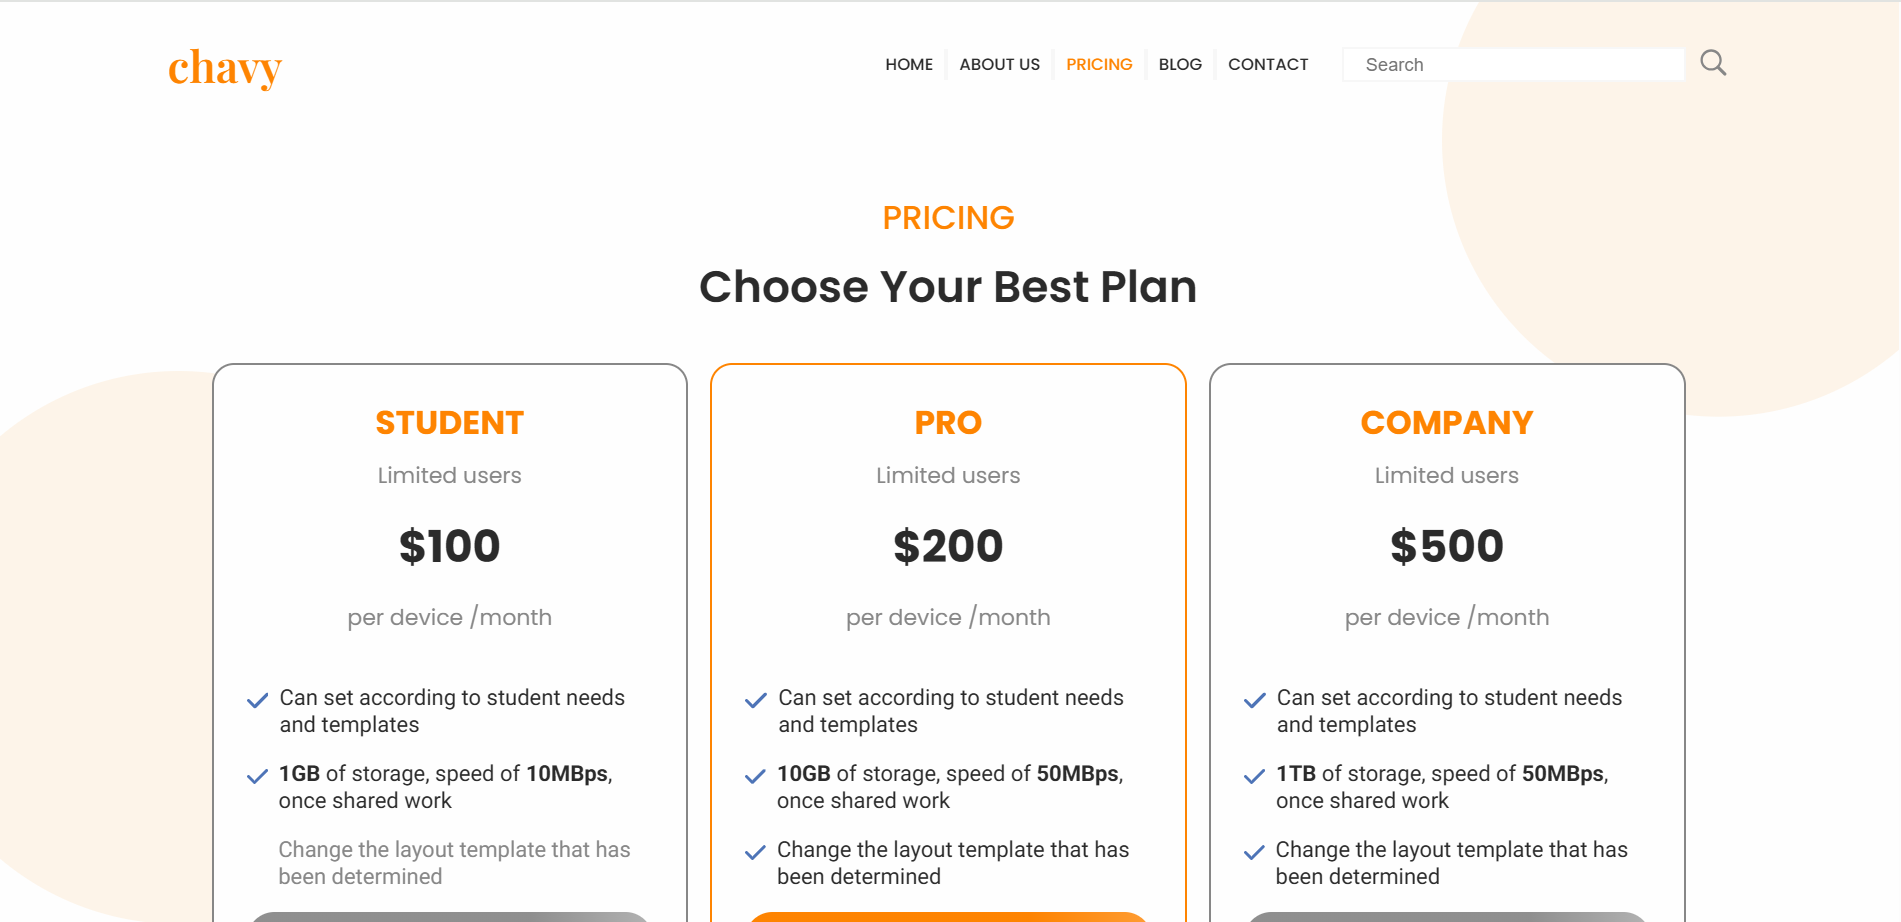 chavy
HOME
ABOUT US
PRICING
BLOG
CONTACT
Search
PRICING
Choose Your Best Plan
STUDENT
Limited users
$100
per device /month
Can set according to student needs
and templates
1GB of storage, speed of 10MBps,
once shared work
Change the layout template that has
been determined
PRO
Limited users
$200
per device /month
Can set according to student needs
and templates
10GB of storage, speed of 50MBps,
once shared work
Change the layout template that has
been determined
COMPANY
Limited users
$500
per device /month
Can set according to student needs
and templates
1TB of storage, speed of 50MBps,
once shared work
Change the layout template that has
been determined